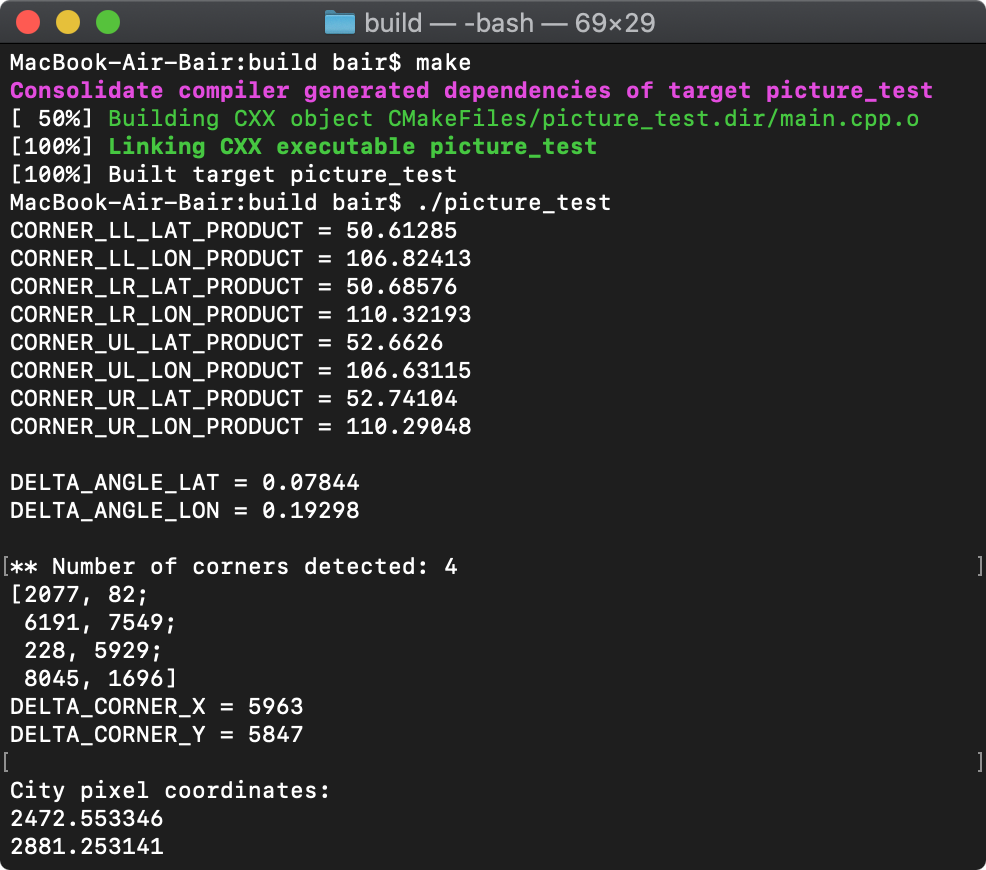 build — -bash — 69×29
MacBook-Air-Bair:build bair$ make
Consolidate compiler generated dependencies of target picture_test
[ 50%] Building CXX object CMakeFiles/picture_test.dir/main.cpp.o
[100%] Linking CXX executable picture_test
[100%] Built target picture_test
MacBook-Air-Bair:build bair$ ./picture_test
CORNER_LL_LAT_PRODUCT = 50.61285
CORNER_LL_LON_PRODUCT = 106.82413
CORNER_LR_LAT_PRODUCT = 50.68576
CORNER_LR_LON_PRODUCT = 110.32193
CORNER_UL_LAT_PRODUCT = 52.6626
CORNER_UL_LON_PRODUCT = 106.63115
CORNER_UR_LAT_PRODUCT = 52.74104
CORNER_UR_LON_PRODUCT = 110.29048
DELTA_ANGLE_LAT = 0.07844
DELTA_ANGLE_LON = 0.19298
[** Number of corners detected: 4 ]
[2077, 82;
6191, 7549;
228, 5929;
8045, 1696]
DELTA_CORNER_X = 5963
DELTA_CORNER_Y = 5847
[ ]
City pixel coordinates:
2472.553346
2881.253141